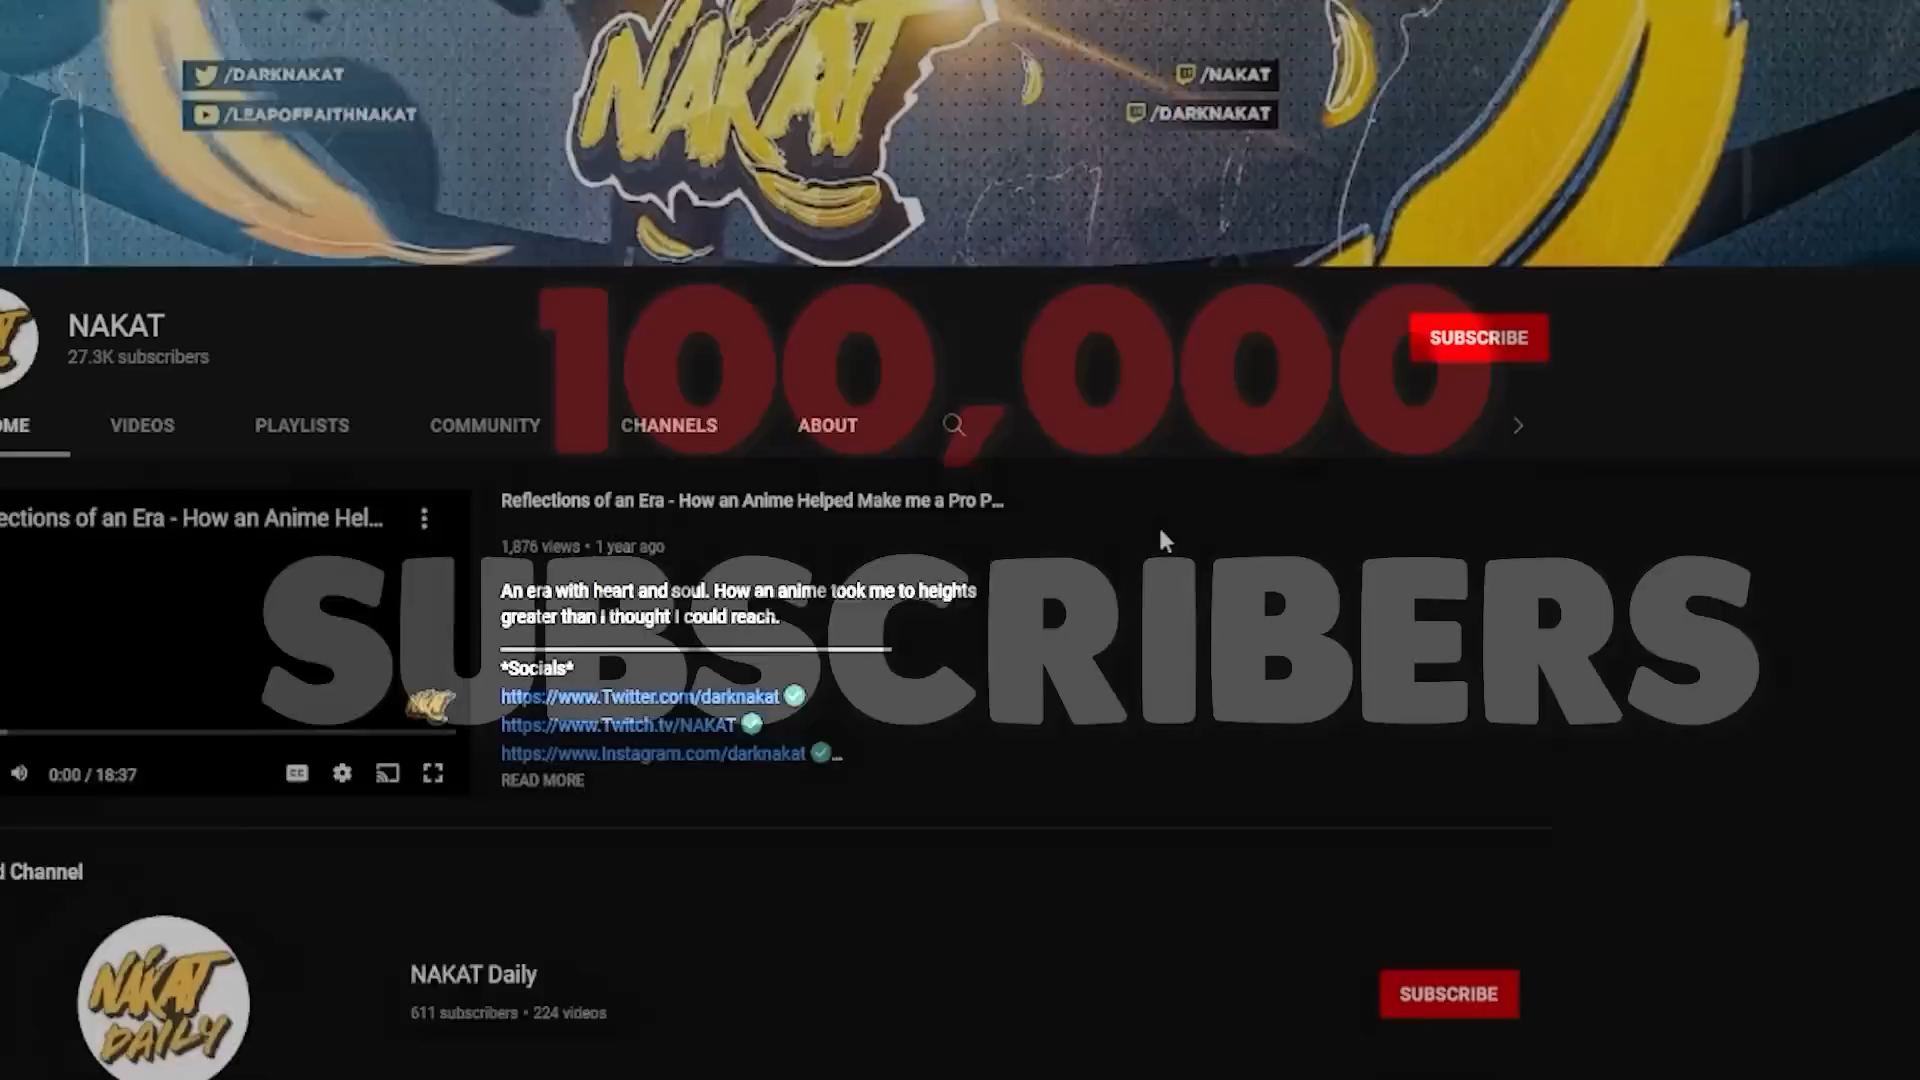 NAKAT
/DARKNAKAT
/LEAPOFFAITHNAKAT
/NAKAT
/DARKNAKAT
NAKAT
27.3K subscribers
SUBSCRIBE
100,000
OME
VIDEOS
PLAYLISTS
COMMUNITY
CHANNELS
ABOUT
ections of an Era - How an Anime Hel...
Reflections of an Era - How an Anime Helped Make me a Pro P...
1,876 views • 1 year ago
SUBSCRIBERS
An era with heart and soul. How an anime took me to heights
greater than I thought I could reach.
*Socials*
https://www.Twitter.com/darknakat
https://www.Twitch.tv/NAKAT
https://www.Instagram.com/darknakat ...
READ MORE
NAKAT
0:00 / 18:37
CC
d Channel
NAKAT
DAILY
NAKAT Daily
611 subscribers • 224 videos
SUBSCRIBE